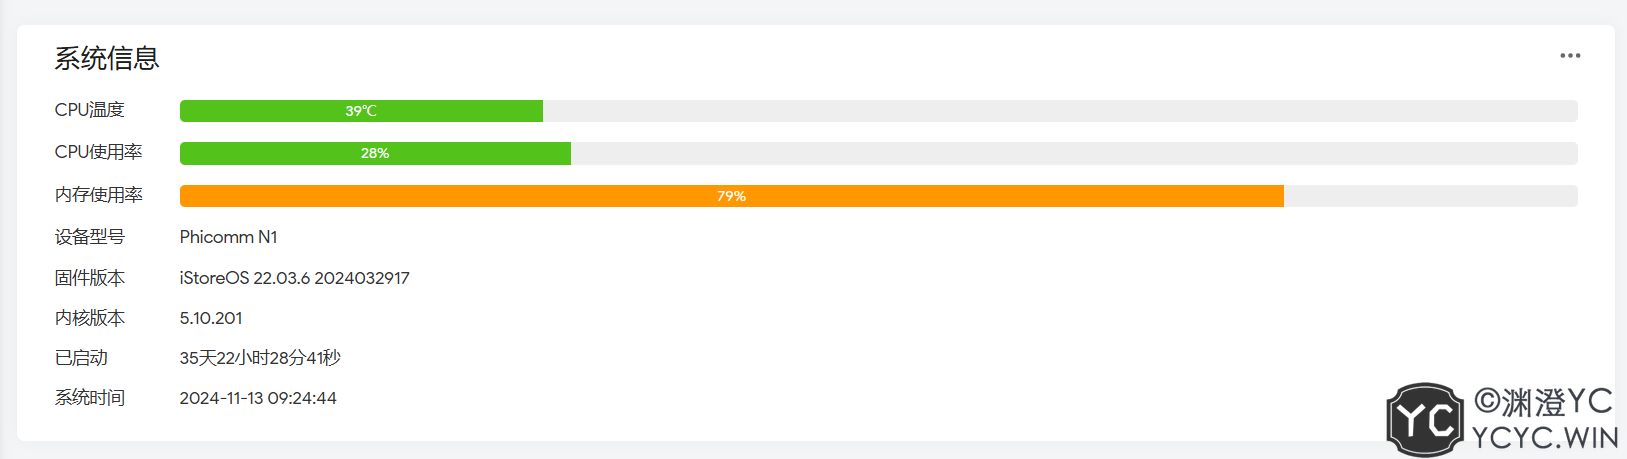 系统信息
CPU温度 39℃
CPU使用率 28%
内存使用率 79%
设备型号 Phicomm N1
固件版本 iStoreOS 22.03.6 2024032917
内核版本 5.10.201
已启动 35天22小时28分41秒
系统时间 2024-11-13 09:24:44
YC ©渊澄YC
YCYC.WIN